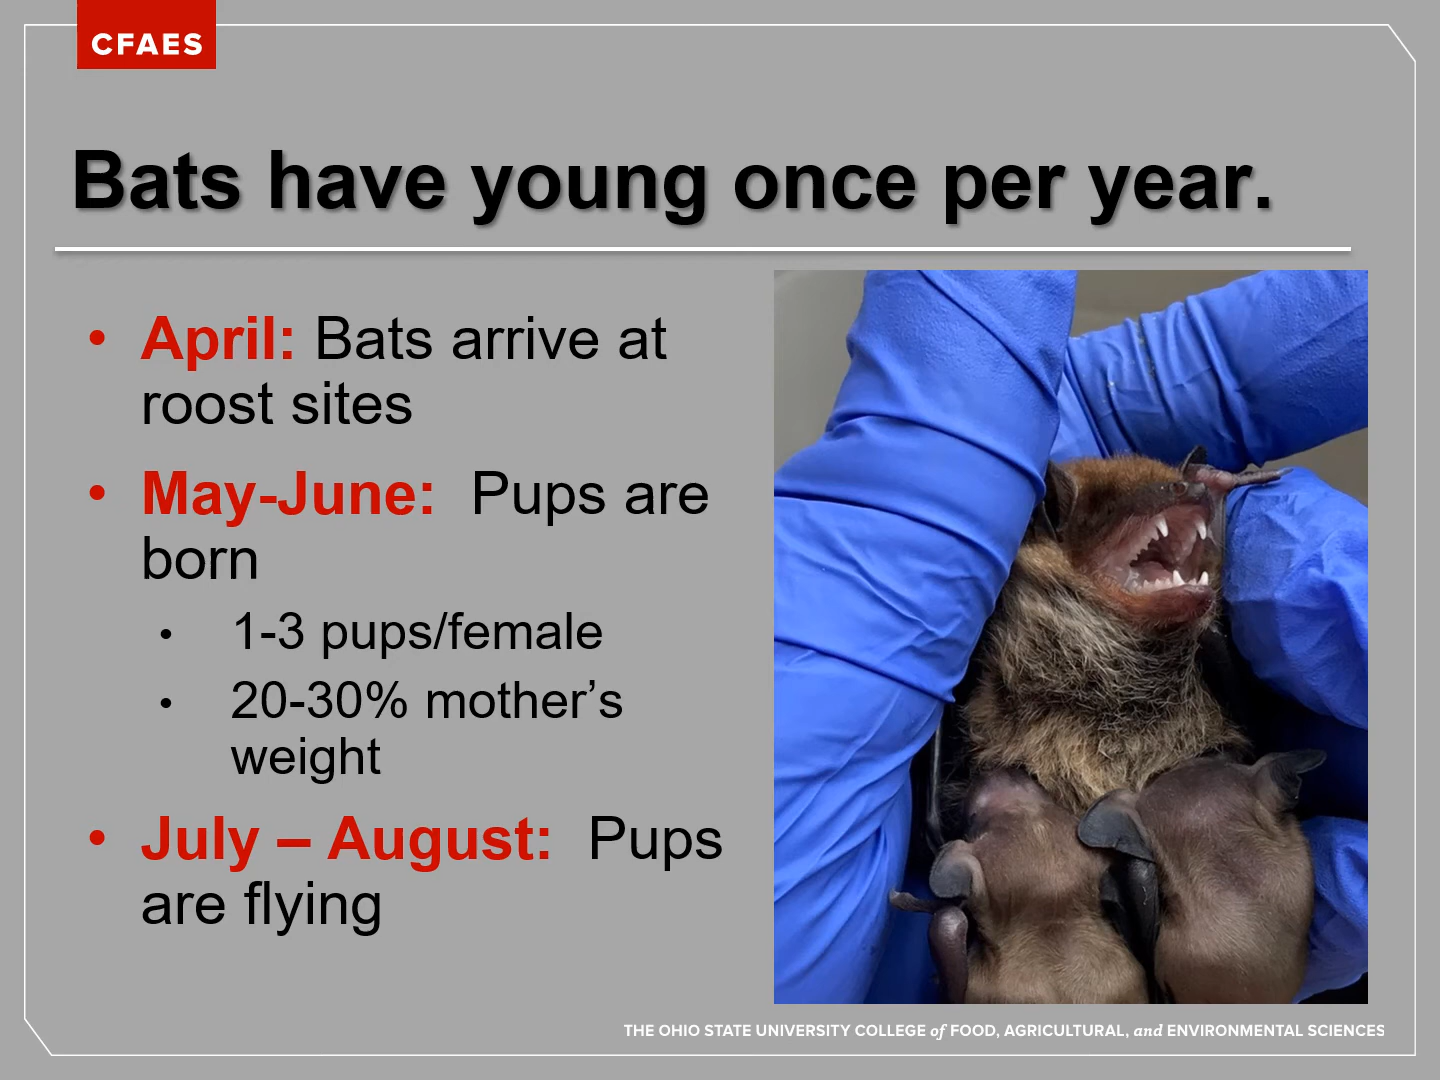 CFAES
Bats have young once per year.
• April: Bats arrive at
roost sites
• May-June: Pups are
born
• 1-3 pups/female
• 20-30% mother’s
weight
• July – August: Pups
are flying
THE OHIO STATE UNIVERSITY COLLEGE of FOOD, AGRICULTURAL, and ENVIRONMENTAL SCIENCES